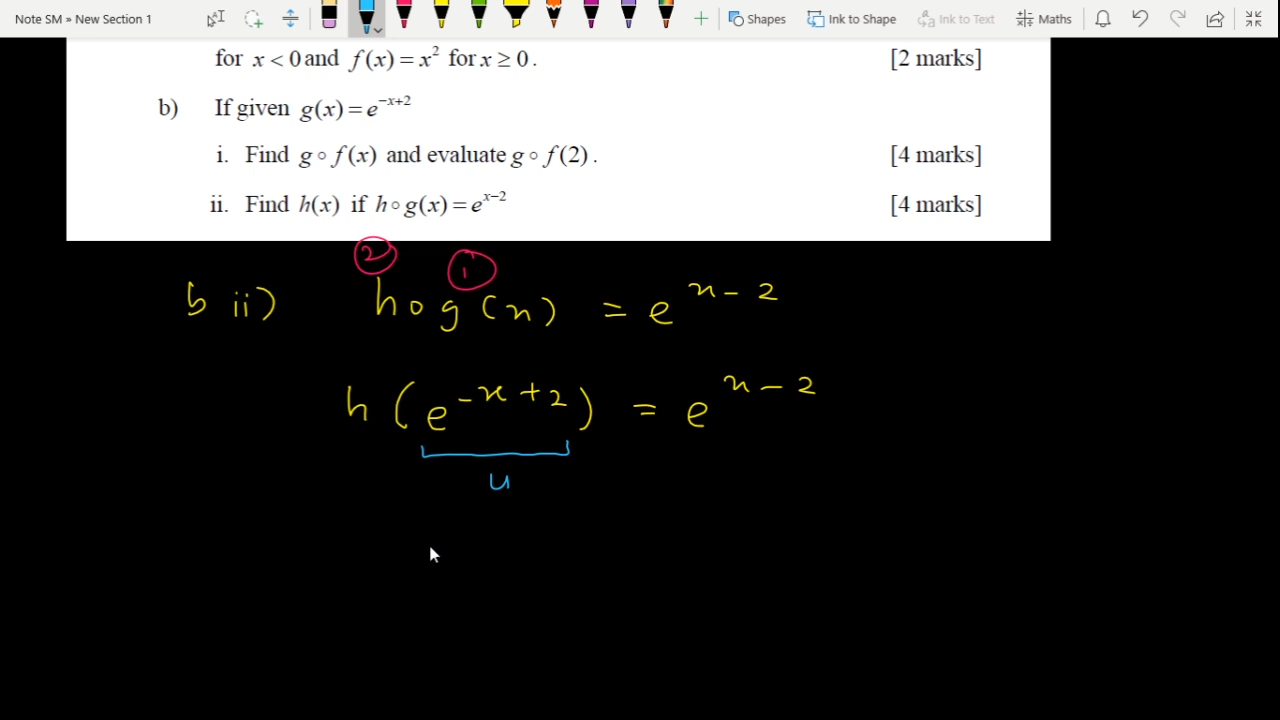 Note SM » New Section 1 Shapes Ink to Shape Ink to Text Maths
for x < 0 and f(x) = x² for x ≥ 0. [2 marks]
b) If given g(x) = e^{-x+2}
i. Find g ∘ f(x) and evaluate g ∘ f(2). [4 marks]
ii. Find h(x) if h ∘ g(x) = e^{x-2} [4 marks]
2 1
b ii) h o g (x) = e^{x - 2}
h (e^{-x + 2}) = e^{x - 2}
u